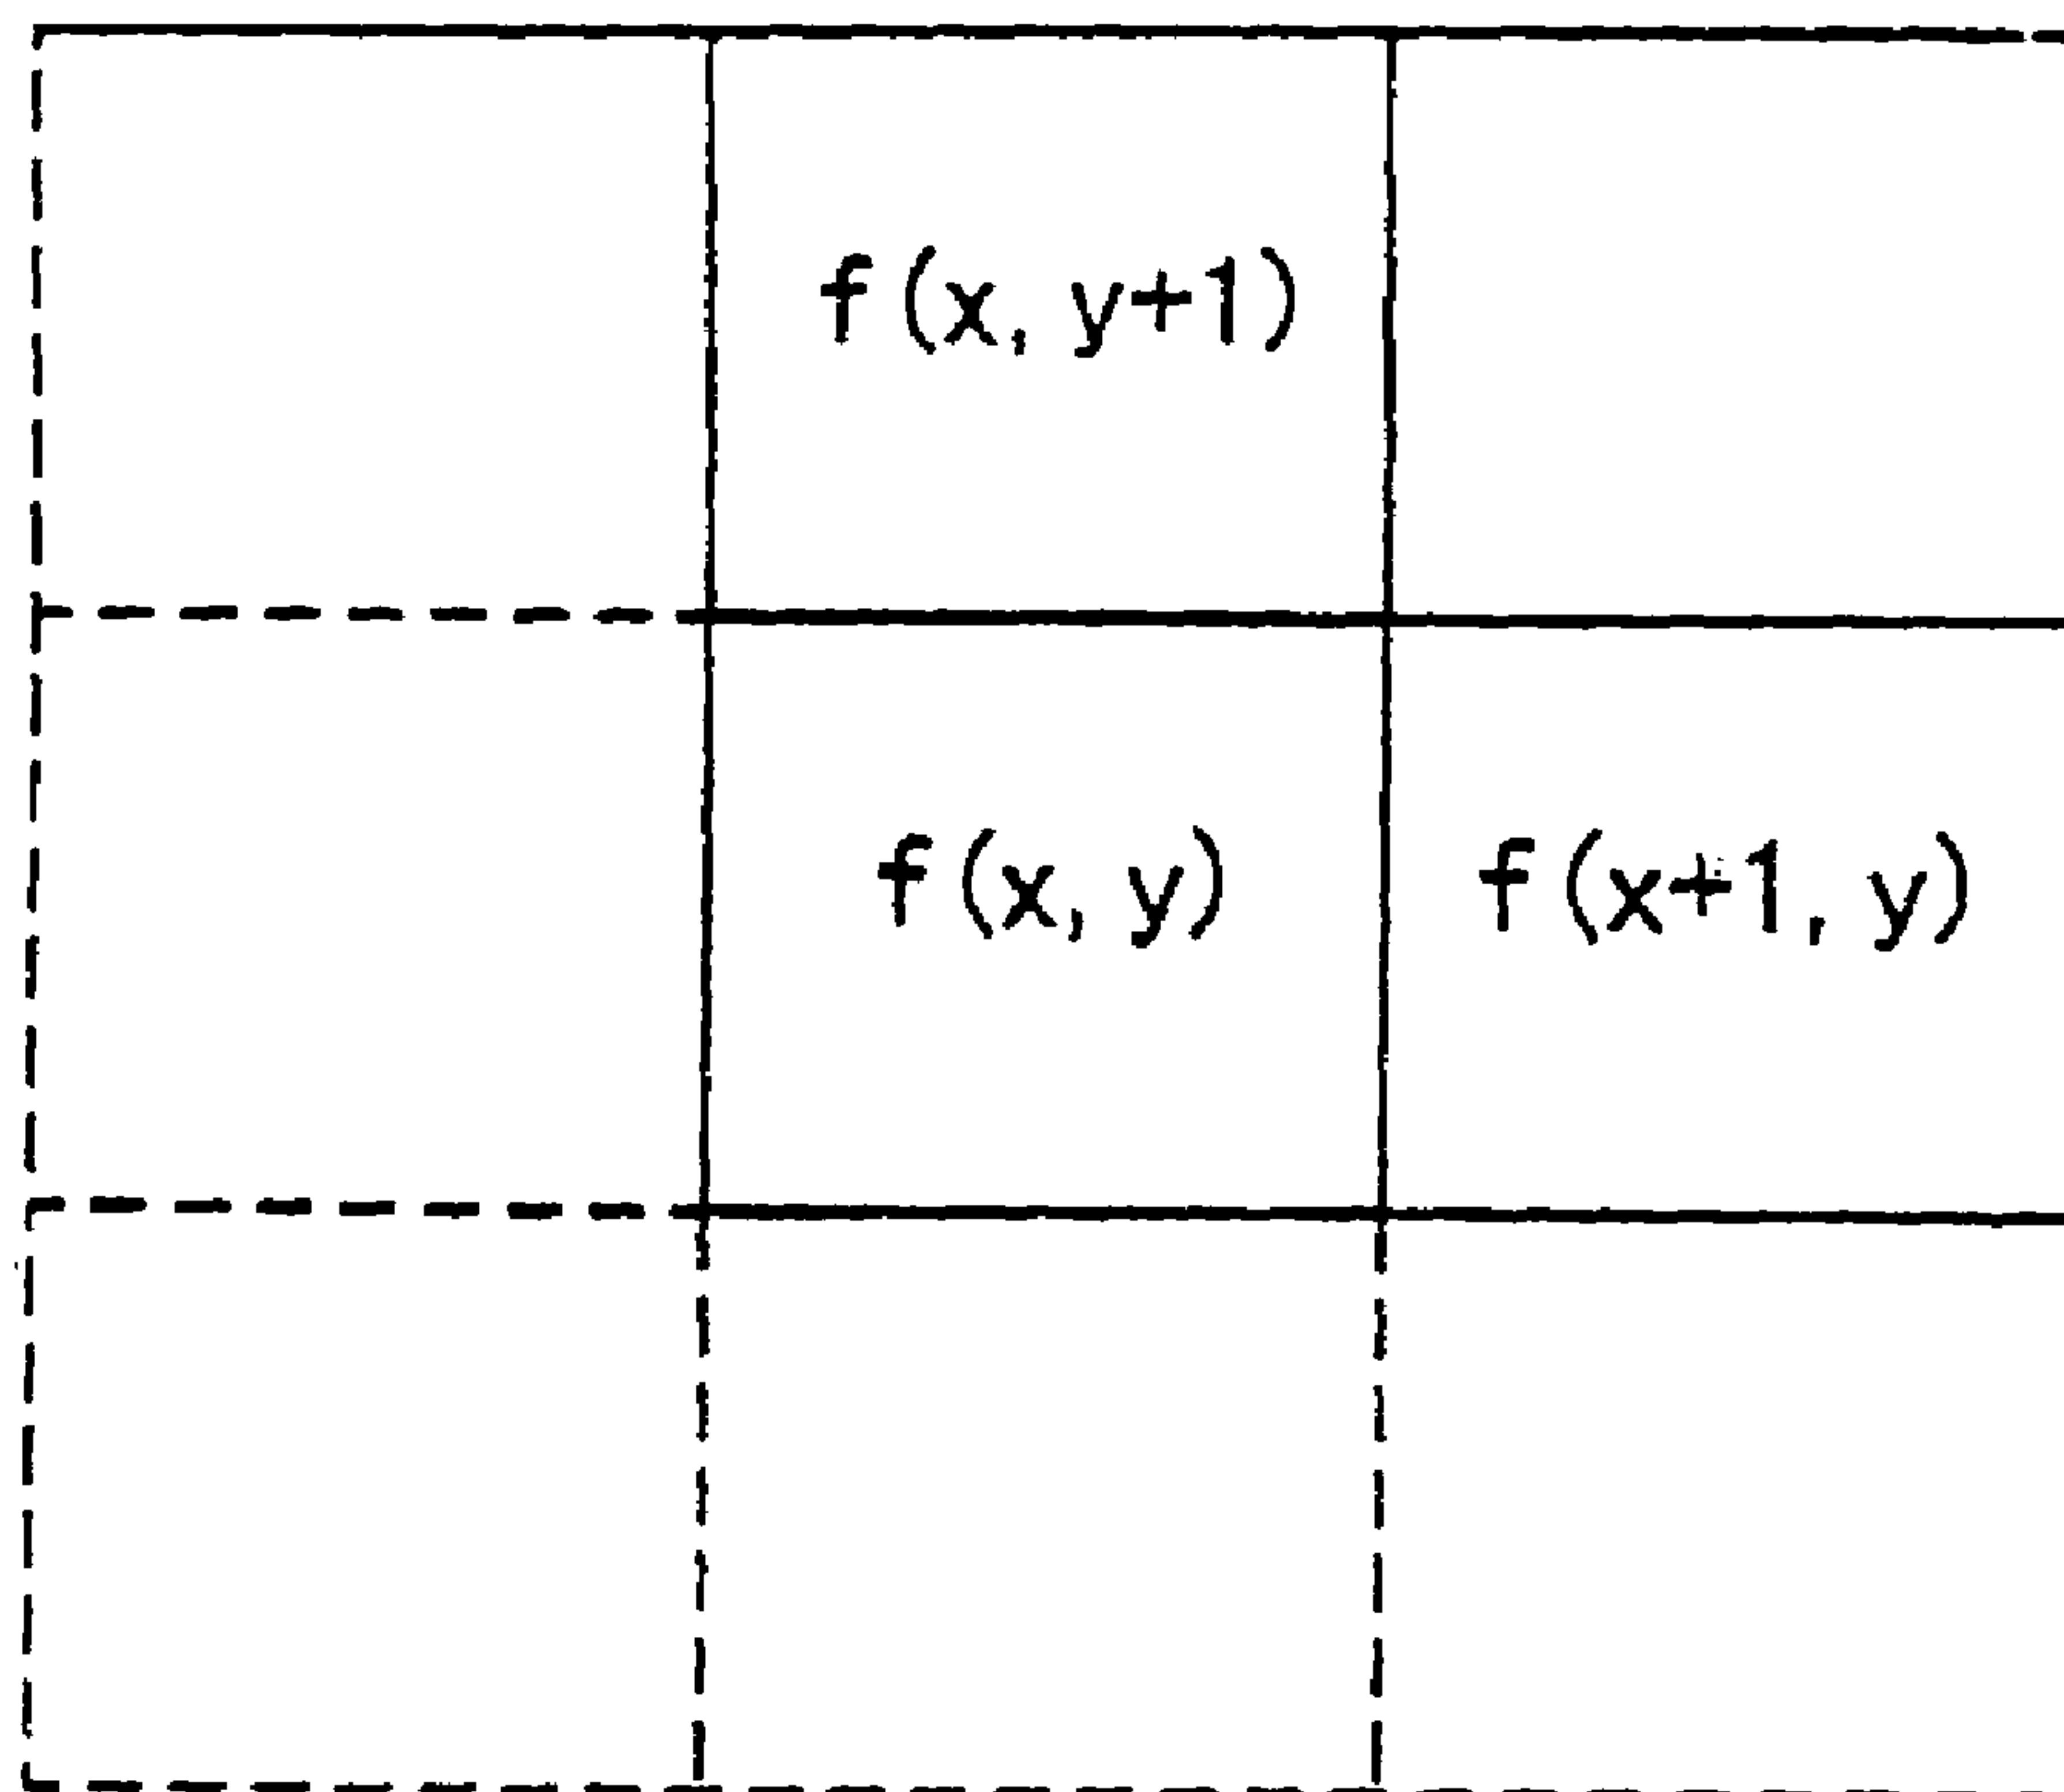 f(x, y+1)
f(x, y) f(x+1, y)